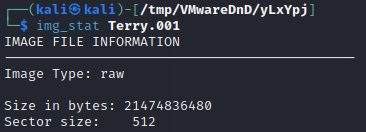 ┌──(kali㉿kali)-[/tmp/VMwareDnD/yLxYpj]
└─$ img_stat Terry.001
IMAGE FILE INFORMATION
--------------------------------------------
Image Type: raw

Size in bytes: 21474836480
Sector size:    512